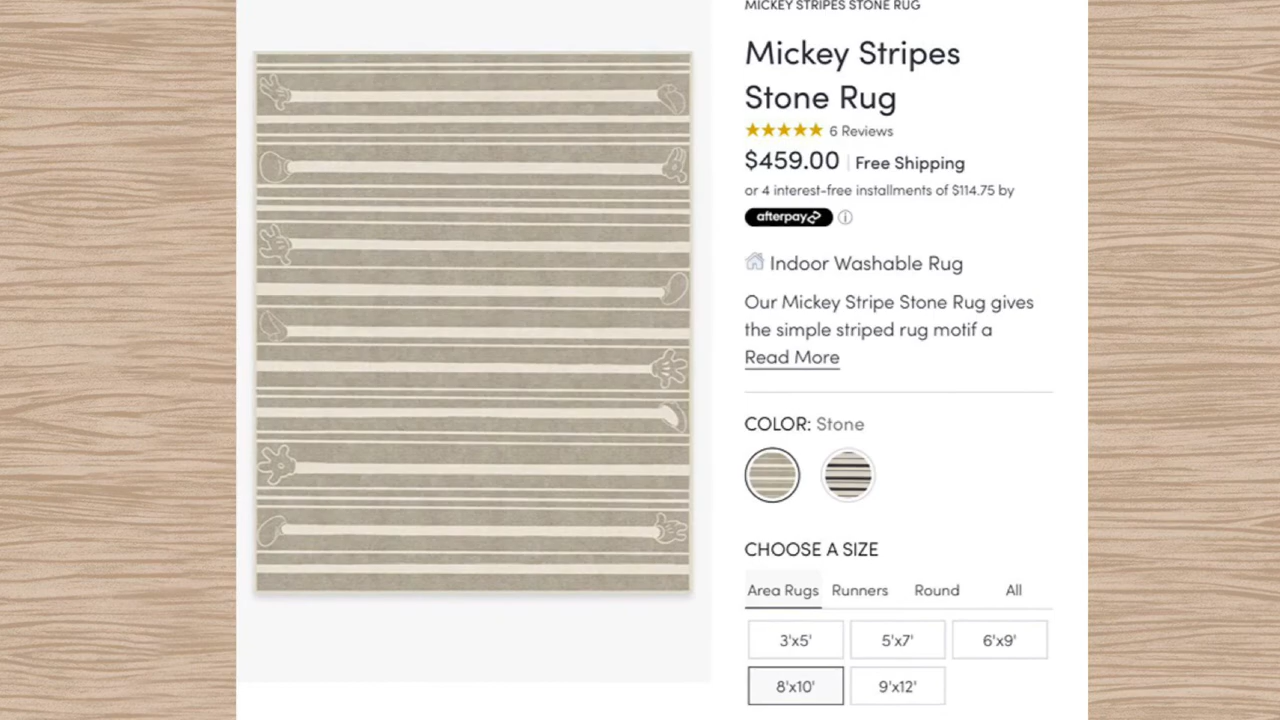 MICKEY STRIPES STONE RUG
Mickey Stripes
Stone Rug
6 Reviews
$459.00 | Free Shipping
or 4 interest-free installments of $114.75 by
afterpay
Indoor Washable Rug
Our Mickey Stripe Stone Rug gives
the simple striped rug motif a
Read More
COLOR: Stone
CHOOSE A SIZE
Area Rugs Runners Round All
3'x5' 5'x7' 6'x9'
8'x10' 9'x12'